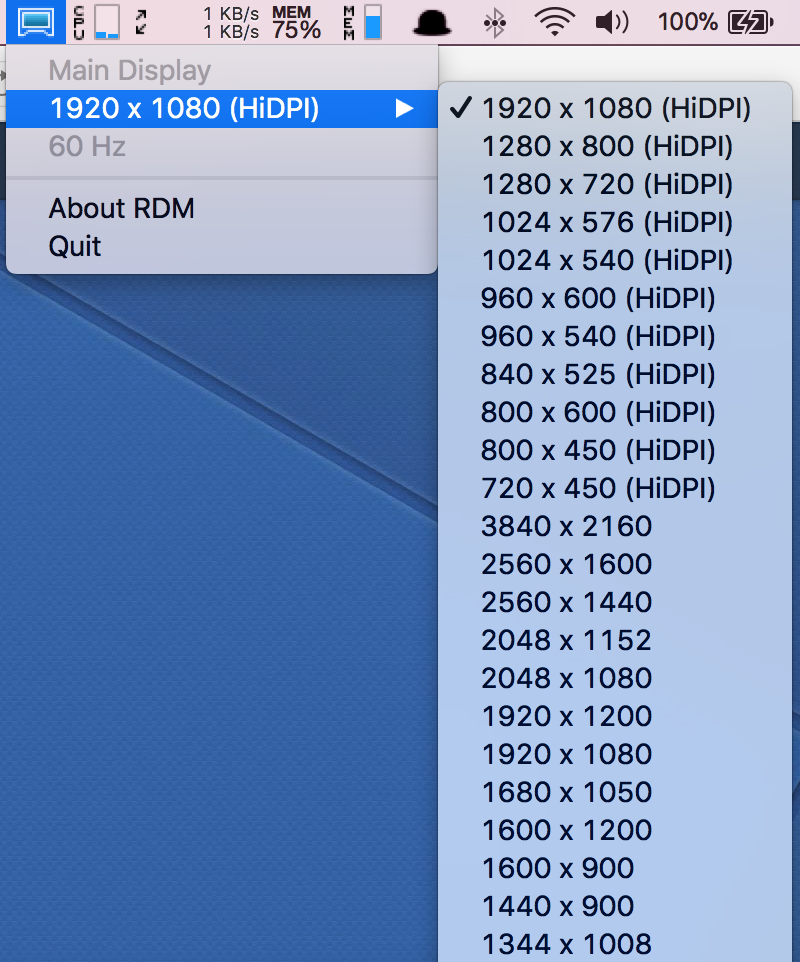 CPU
1 KB/s
1 KB/s
MEM
75%
MEM
100%
Main Display
1920 x 1080 (HiDPI)
60 Hz
About RDM
Quit
1920 x 1080 (HiDPI)
1280 x 800 (HiDPI)
1280 x 720 (HiDPI)
1024 x 576 (HiDPI)
1024 x 540 (HiDPI)
960 x 600 (HiDPI)
960 x 540 (HiDPI)
840 x 525 (HiDPI)
800 x 600 (HiDPI)
800 x 450 (HiDPI)
720 x 450 (HiDPI)
3840 x 2160
2560 x 1600
2560 x 1440
2048 x 1152
2048 x 1080
1920 x 1200
1920 x 1080
1680 x 1050
1600 x 1200
1600 x 900
1440 x 900
1344 x 1008